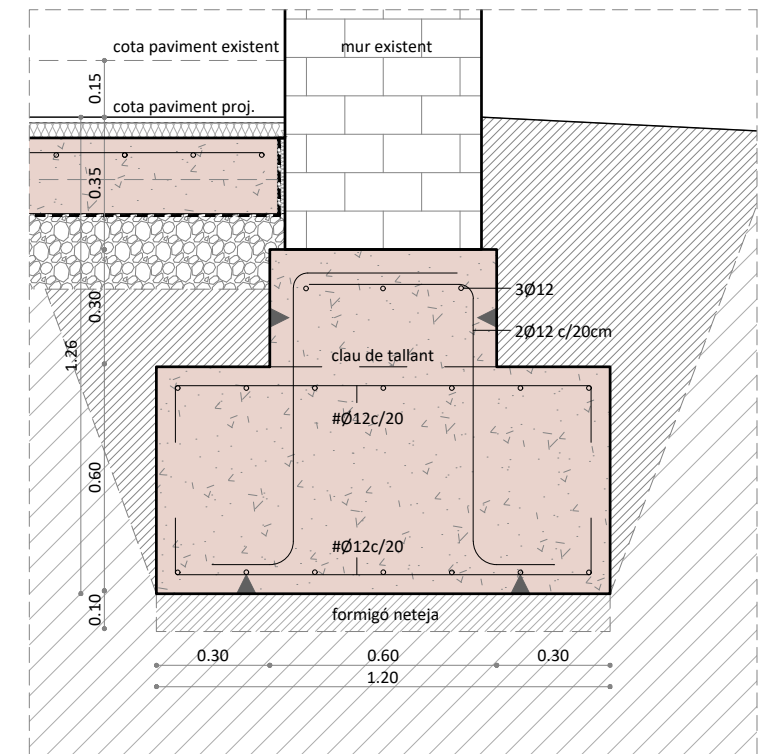 cota paviment existent
mur existent
0.15
cota paviment proj.
0.35
0.30
3Ø12
2Ø12 c/20cm
1.26
clau de tallant
#Ø12c/20
0.60
#Ø12c/20
0.10
formigó neteja
0.30
0.60
0.30
1.20